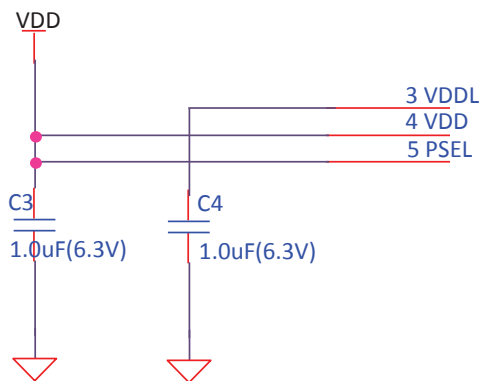 VDD
3 VDDL
4 VDD
5 PSEL
C3
C4
1.0uF(6.3V)
1.0uF(6.3V)